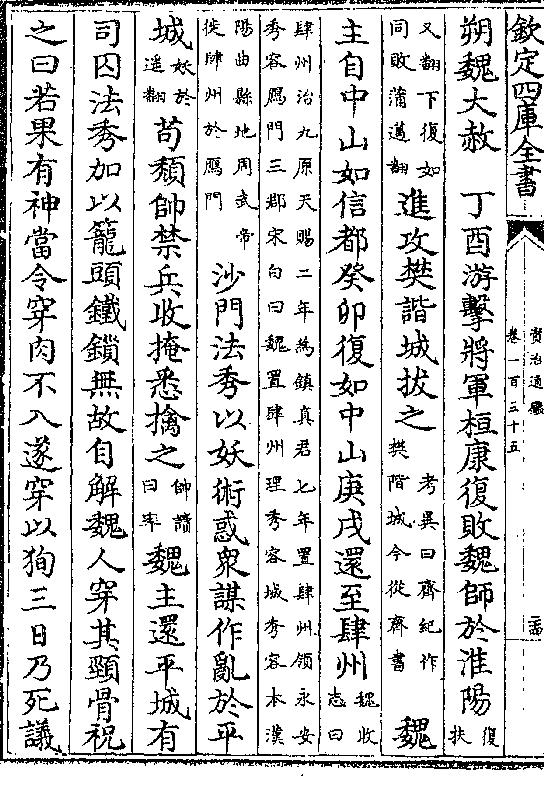 欽定四庫全書
資治通鑑
卷一百三十五
朔魏大赦 丁酉游擊將軍桓康復敗魏師於淮陽復扶
又翻下復如同敗蒲邁翻進攻樊諧城拔之考異曰齊紀作樊階城今從齊書 魏
主自中山如信都癸卯復如中山庚戌還至肆州魏收志曰
肆州治九原天賜二年為鎮真君七年置肆州領永安秀容鴈門三郡宋白曰魏置肆州理秀容城秀容本漢
陽曲縣地周武帝徙肆州於鴈門 沙門法秀以妖術惑衆謀作亂於平
城妖於遥翻苟頹帥禁兵收掩悉擒之帥讀曰率魏主還平城有
司囚法秀加以籠頭鐵鎖無故自解魏人穿其頸骨祝
之曰若果有神當令穿肉不入遂穿以狥三日乃死議